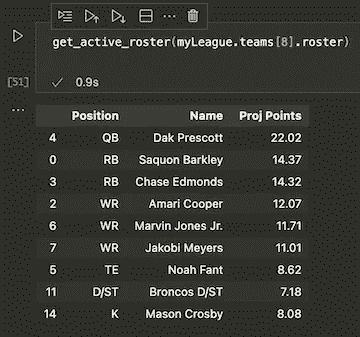 get_active_roster(myLeague.teams[8].roster)
[51]
0.9s
Position Name Proj Points
4 QB Dak Prescott 22.02
0 RB Saquon Barkley 14.37
3 RB Chase Edmonds 14.32
2 WR Amari Cooper 12.07
6 WR Marvin Jones Jr. 11.71
7 WR Jakobi Meyers 11.01
5 TE Noah Fant 8.62
11 D/ST Broncos D/ST 7.18
14 K Mason Crosby 8.08